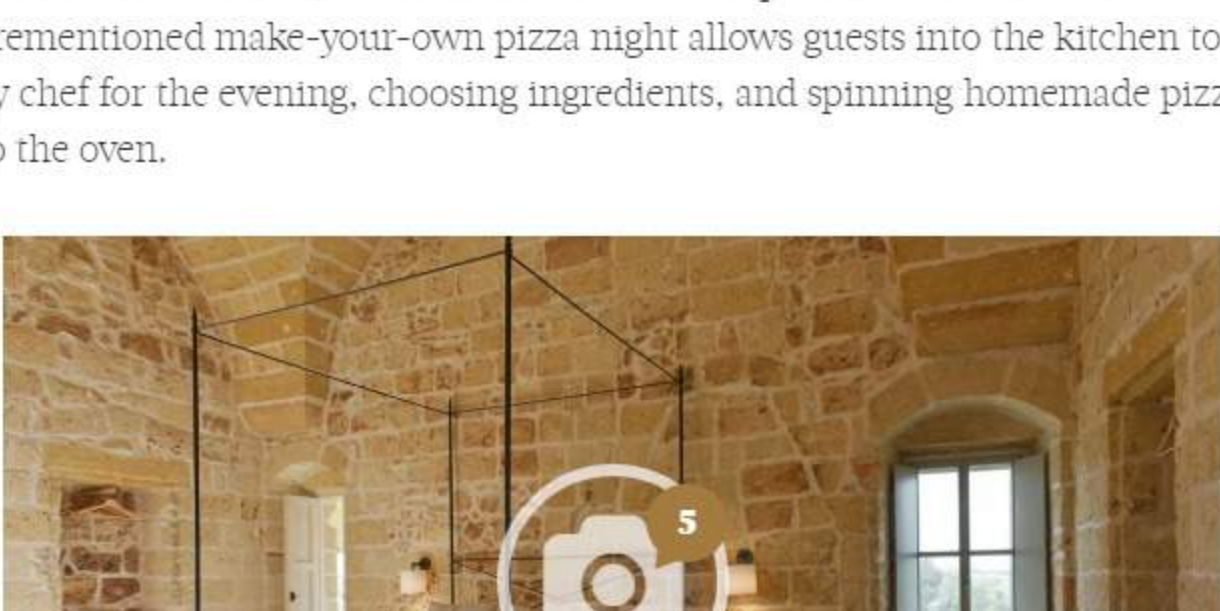 rementioned make-your-own pizza night allows guests into the kitchen to
y chef for the evening, choosing ingredients, and spinning homemade pizz
o the oven.
5